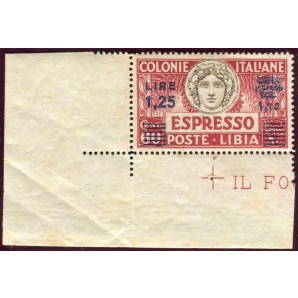 COLONIE ITALIANE
LIRE
1,25
ESPRESSO
POSTE · LIBIA
IL FO